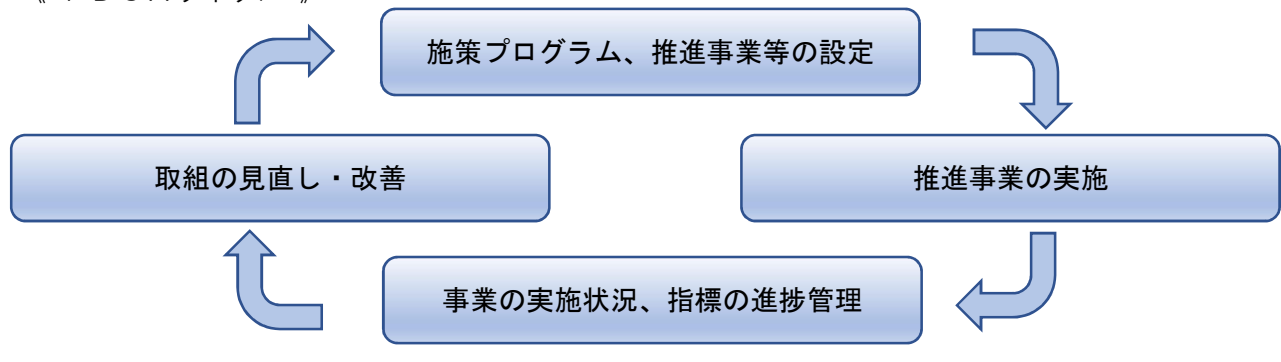 施策プログラム、推進事業等の設定
取組の見直し・改善
推進事業の実施
事業の実施状況、指標の進捗管理